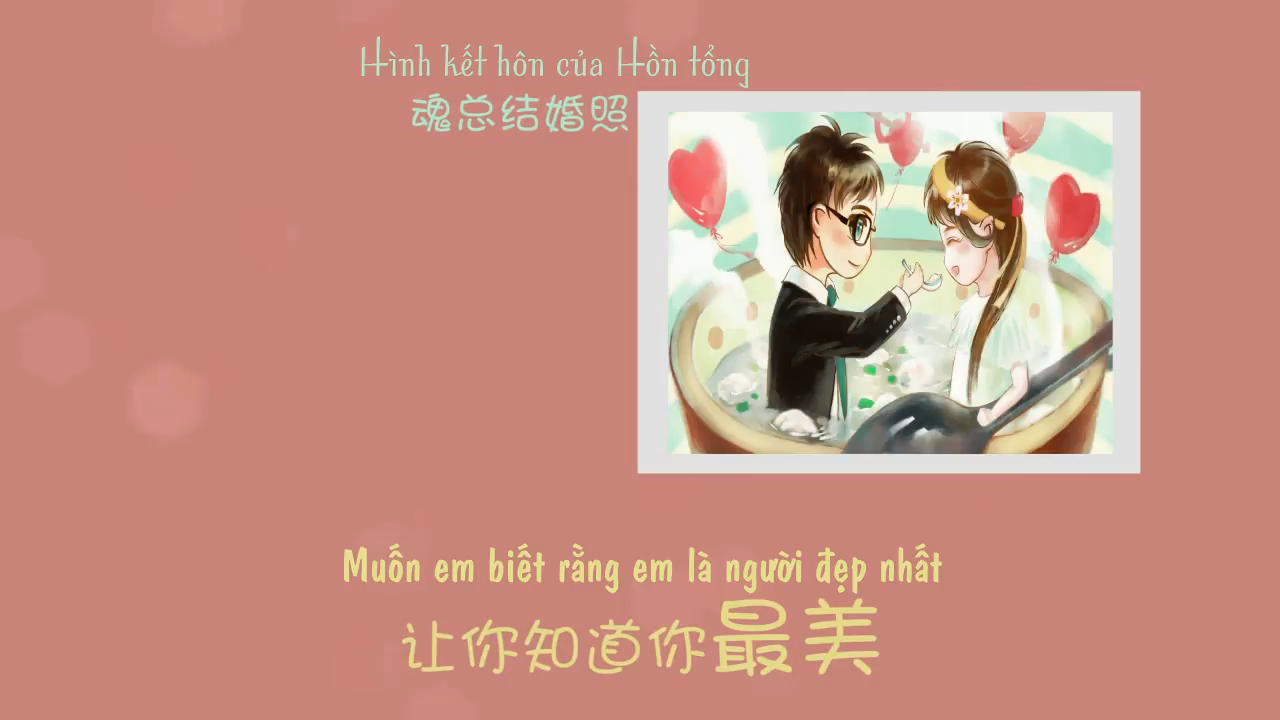 Hình kết hôn của Hồn tổng
魂总结婚照
Muốn em biết rằng em là người đẹp nhất
让你知道你最美